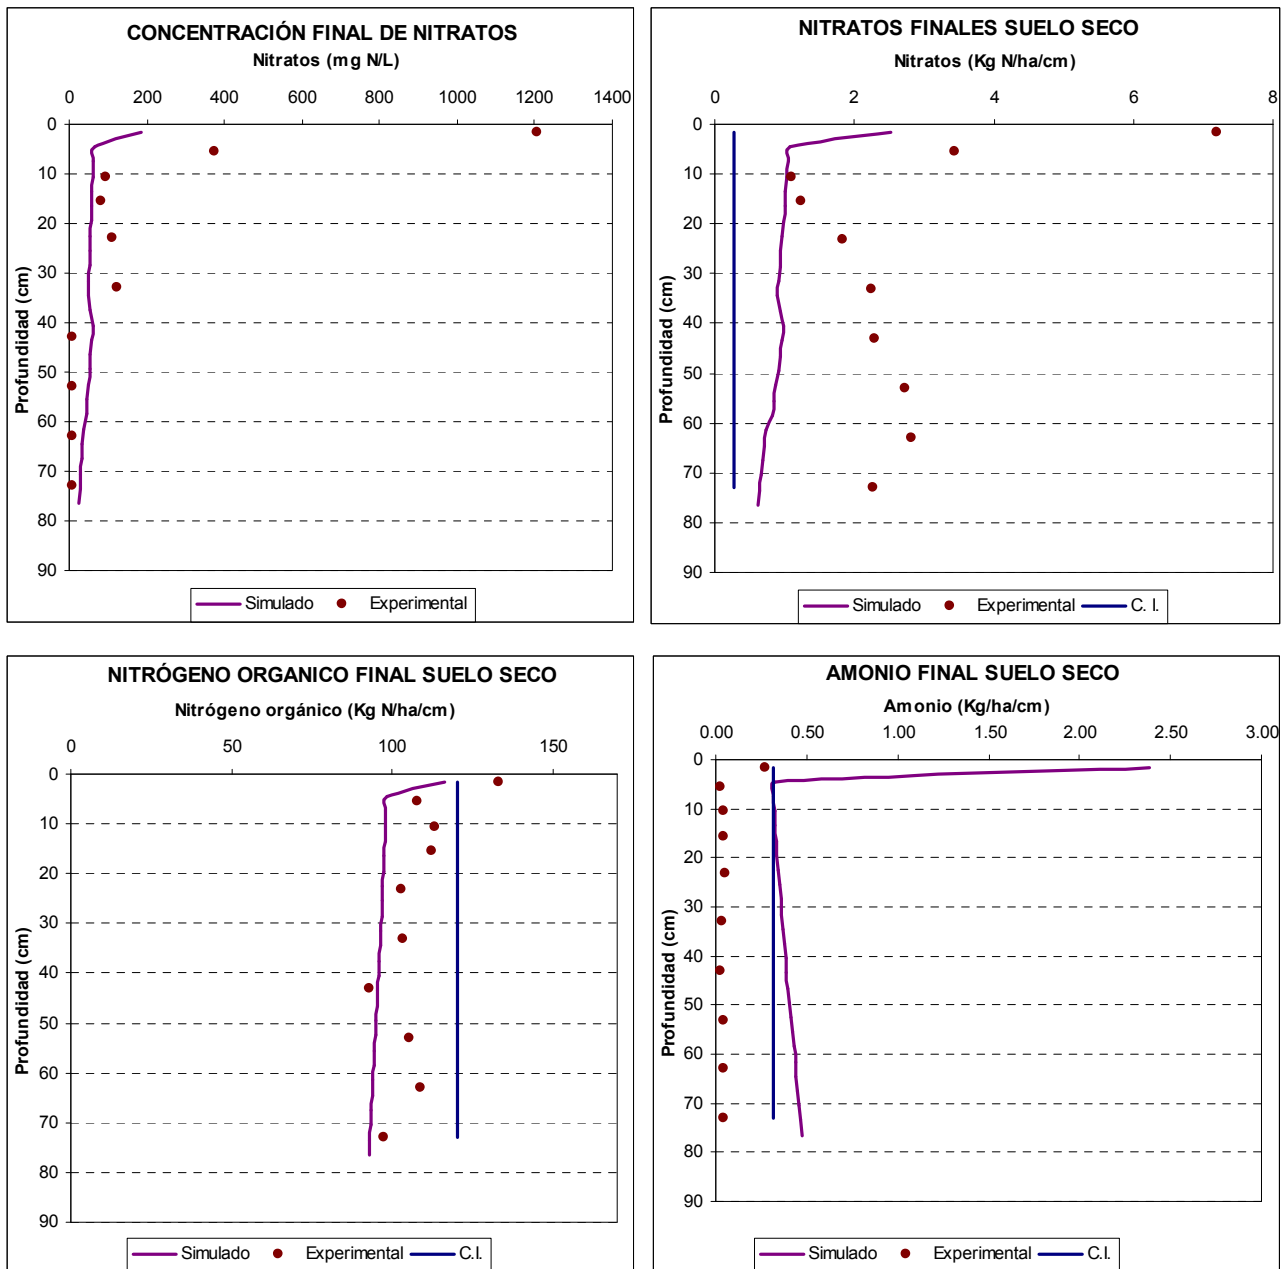 CONCENTRACIÓN FINAL DE NITRATOS
Nitratos (mg N/L)
0 200 400 600 800 1000 1200 1400
Profundidad (cm)
0
10
20
30
40
50
60
70
80
90
Simulado Experimental
NITRATOS FINALES SUELO SECO
Nitratos (Kg N/ha/cm)
0 2 4 6 8
Profundidad (cm)
0
10
20
30
40
50
60
70
80
90
Simulado Experimental C. I.
NITRÓGENO ORGANICO FINAL SUELO SECO
Nitrógeno orgánico (Kg N/ha/cm)
0 50 100 150
Profundidad (cm)
0
10
20
30
40
50
60
70
80
90
Simulado Experimental C.I.
AMONIO FINAL SUELO SECO
Amonio (Kg/ha/cm)
0.00 0.50 1.00 1.50 2.00 2.50 3.00
Profundidad (cm)
0
10
20
30
40
50
60
70
80
90
Simulado Experimental C.I.